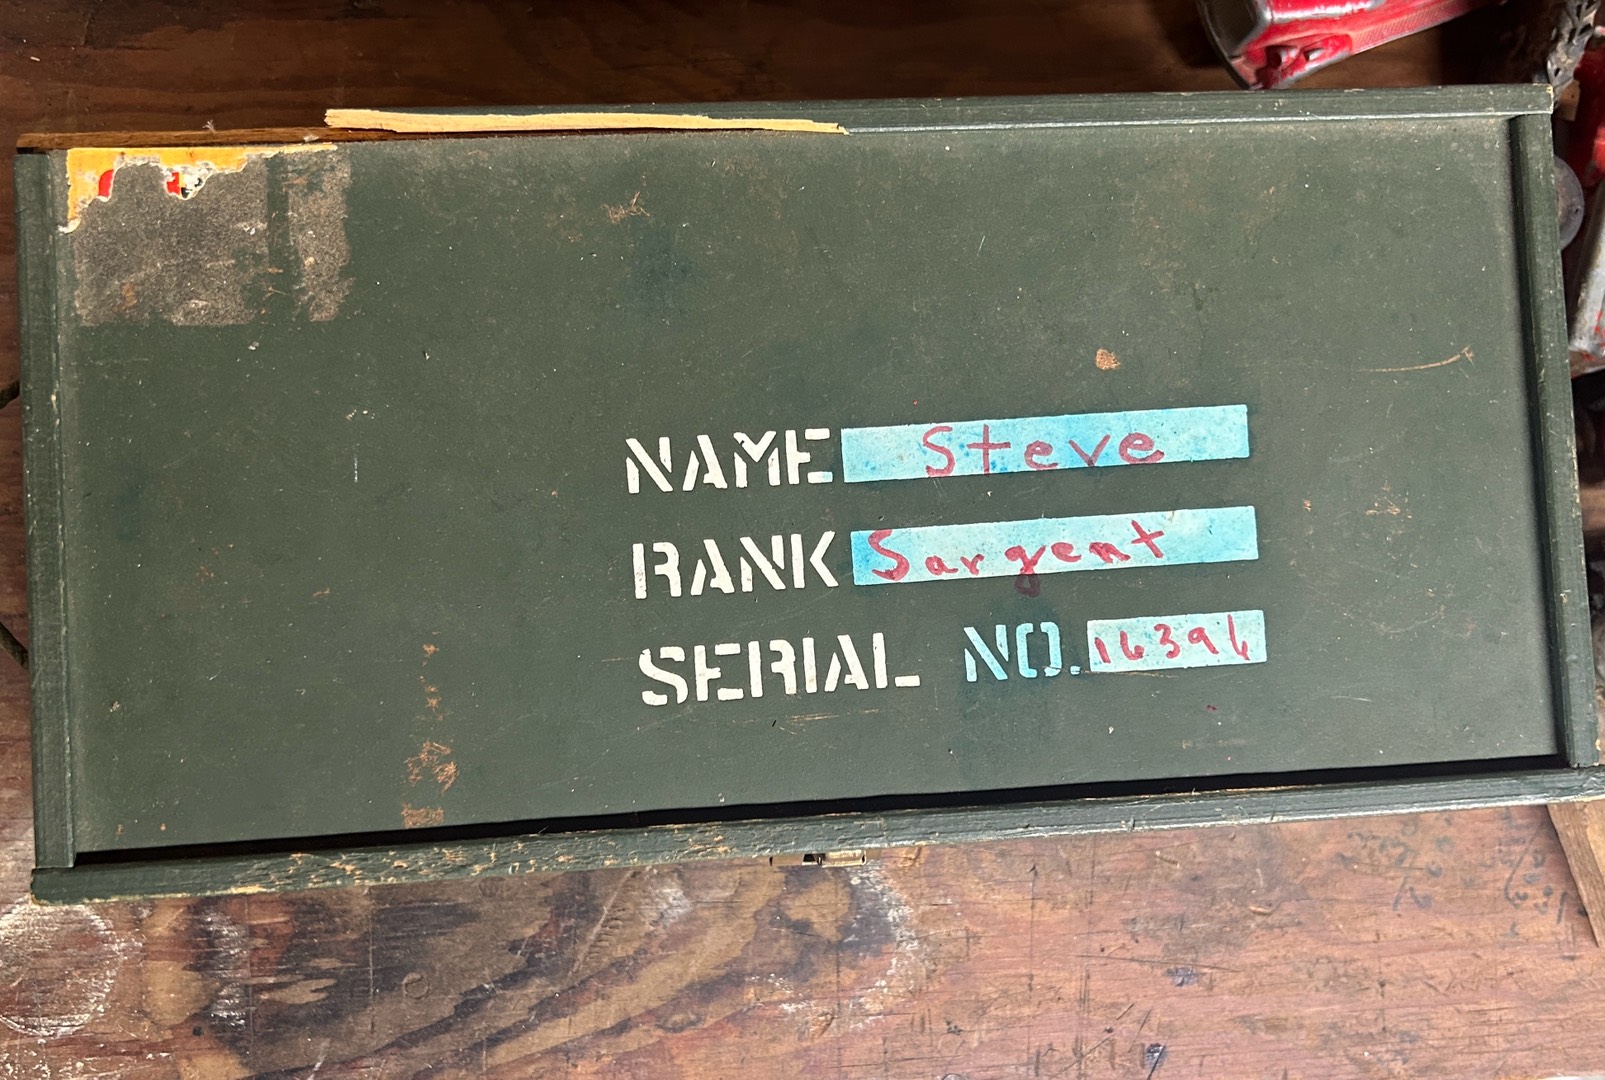 NAME Steve
RANK Sargent
SERIAL NO. 16396